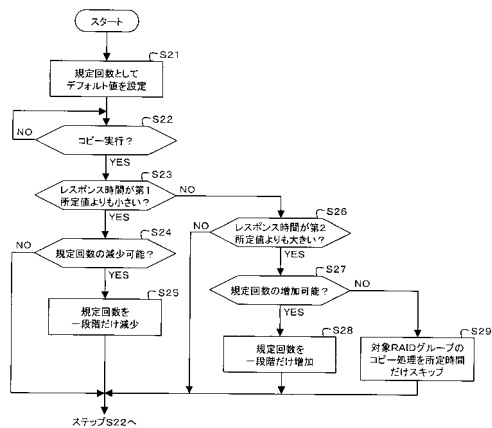 スタート
S21
規定回数として
デフォルト値を設定
S22
NO
コピー実行?
YES
S23
レスポンス時間が第1
所定値よりも小さい?
NO
YES
S24
NO
規定回数の減少可能?
YES
S25
規定回数を
一段階だけ減少
S26
NO
レスポンス時間が第2
所定値よりも大きい?
YES
S27
規定回数の増加可能?
NO
YES
S28
規定回数を
一段階だけ増加
S29
対象RAIDグループの
コピー処理を所定時間
だけスキップ
ステップS22へ